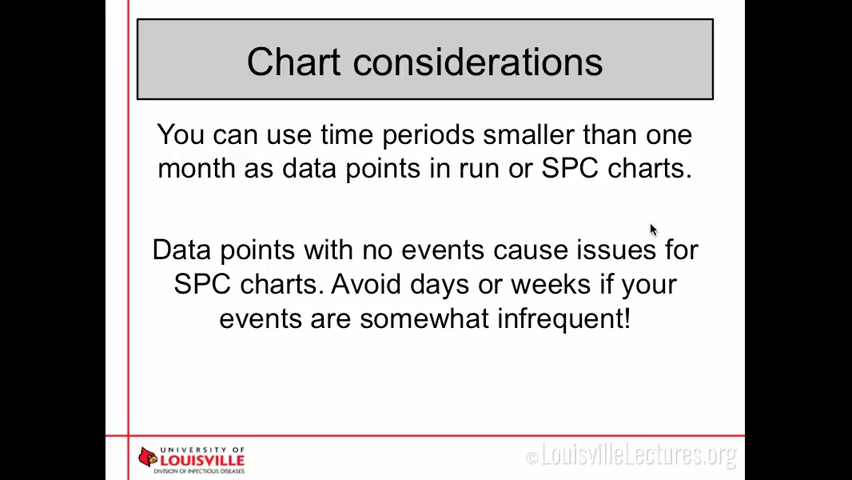 Chart considerations
You can use time periods smaller than one
month as data points in run or SPC charts.
Data points with no events cause issues for
SPC charts. Avoid days or weeks if your
events are somewhat infrequent!
UNIVERSITY OF
LOUISVILLE
DIVISION OF INFECTIOUS DISEASES
©LouisvilleLectures.org